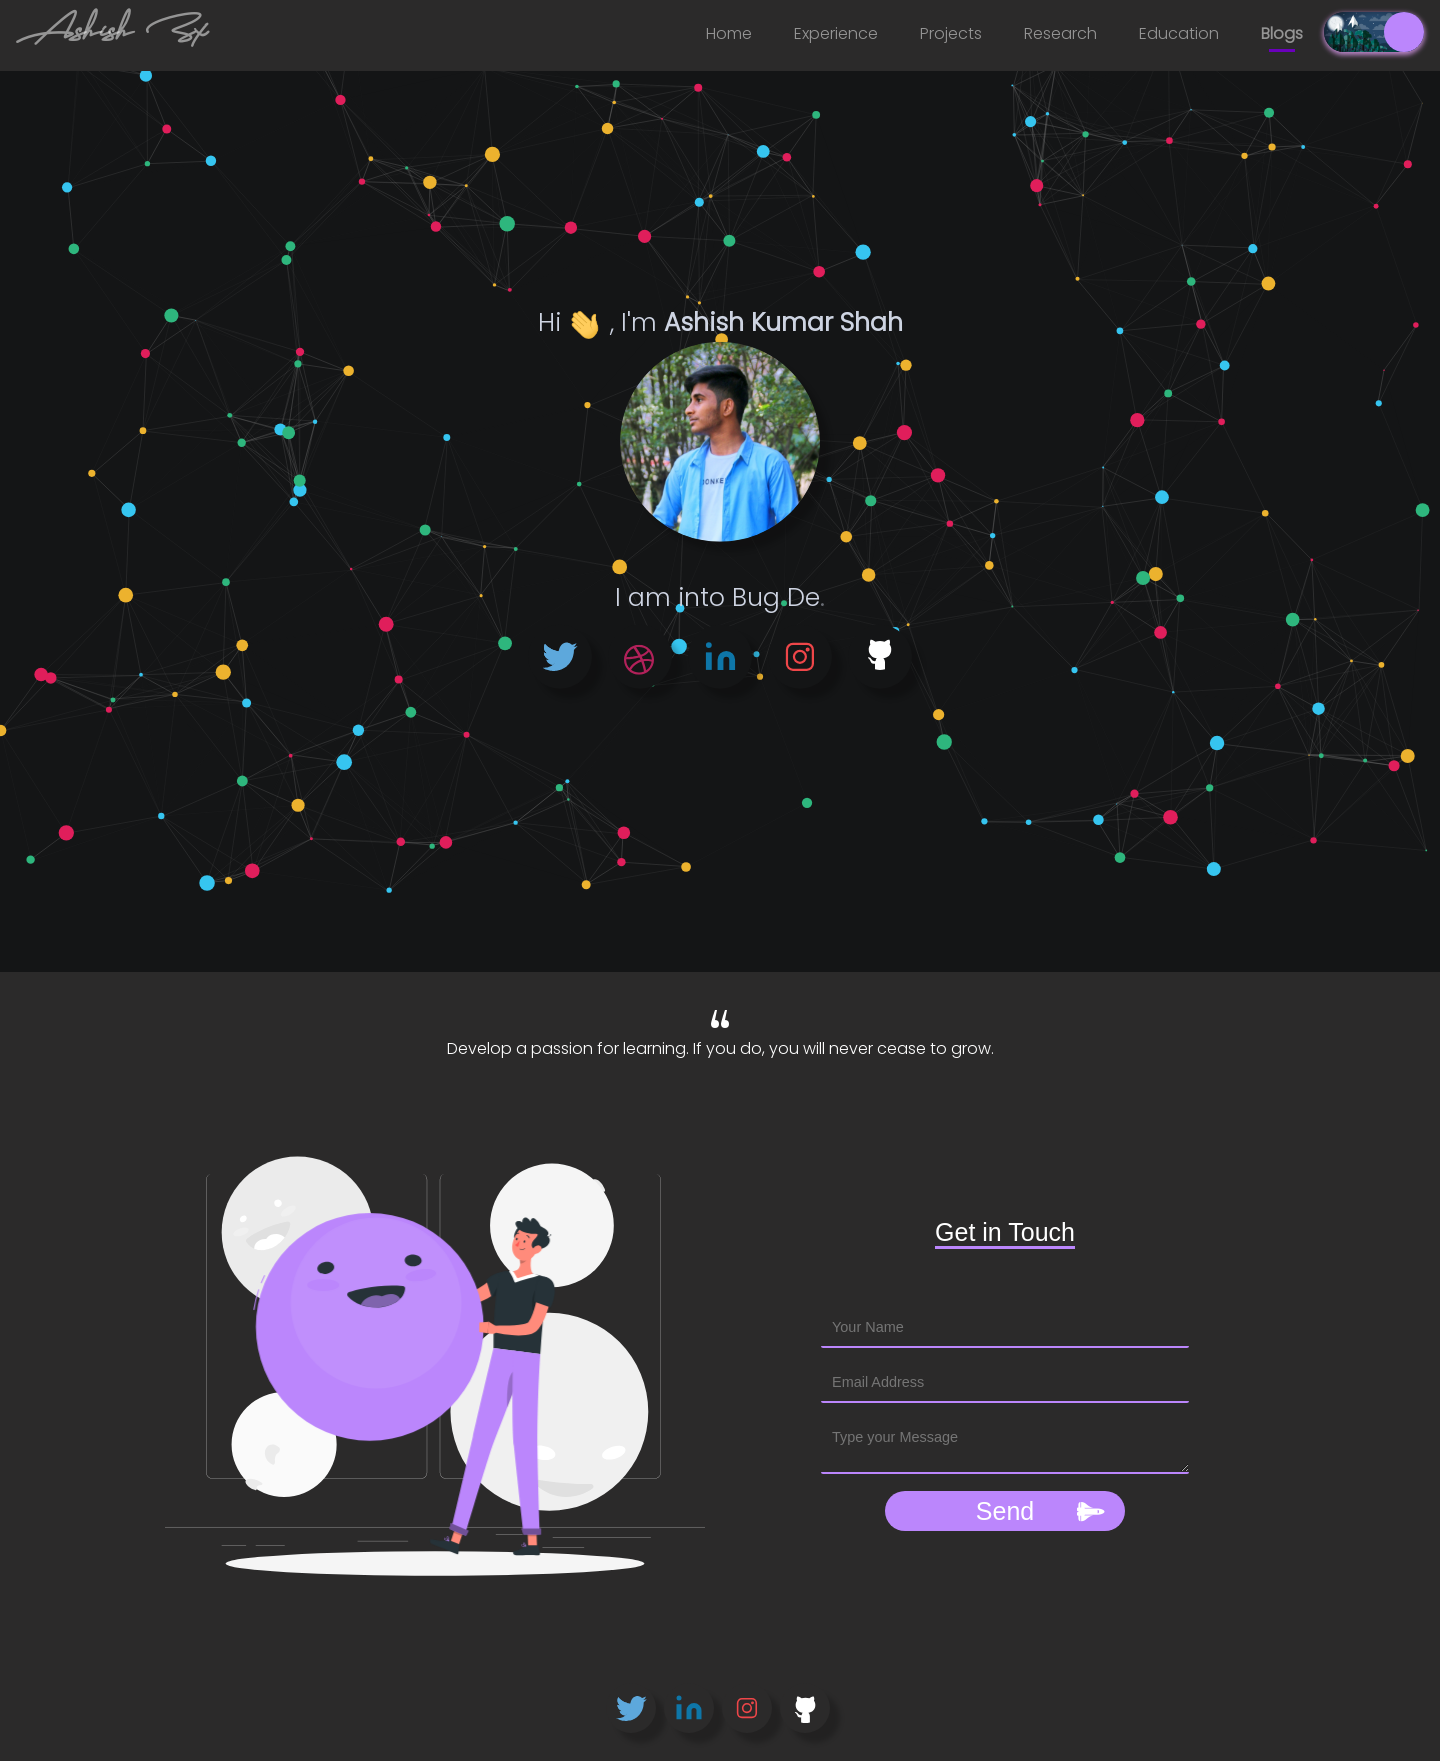 Ashish
Home Experience Projects Research Education Blogs
Hi 👋 , I'm Ashish Kumar Shah
I am into Bug De.
“
Develop a passion for learning. If you do, you will never cease to grow.
Get in Touch
Your Name
Email Address
Type your Message
Send